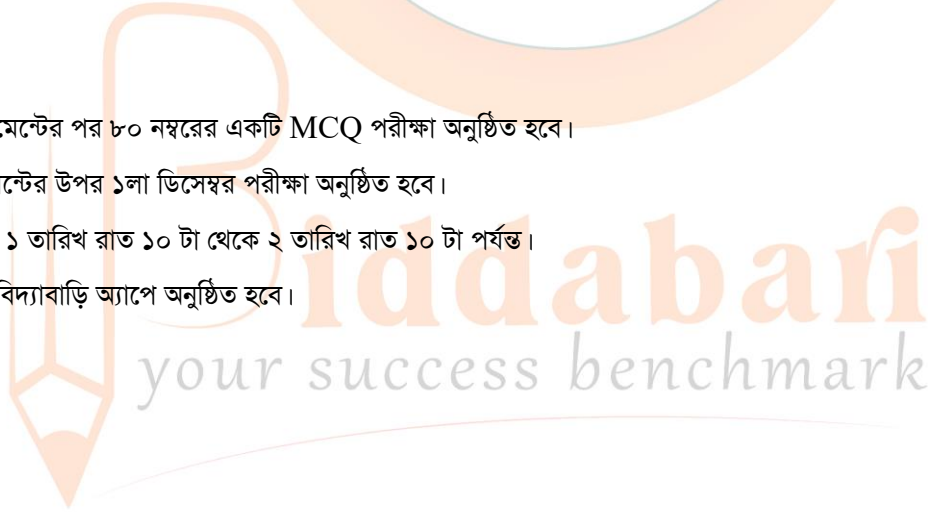 মেন্টের পর ৮০ নম্বরের একটি MCQ পরীক্ষা অনুষ্ঠিত হবে।
ন্টের উপর ১লা ডিসেম্বর পরীক্ষা অনুষ্ঠিত হবে।
১ তারিখ রাত ১০ টা থেকে ২ তারিখ রাত ১০ টা পর্যন্ত।
বিদ্যাবাড়ি অ্যাপে অনুষ্ঠিত হবে।
Biddabari
your success benchmark